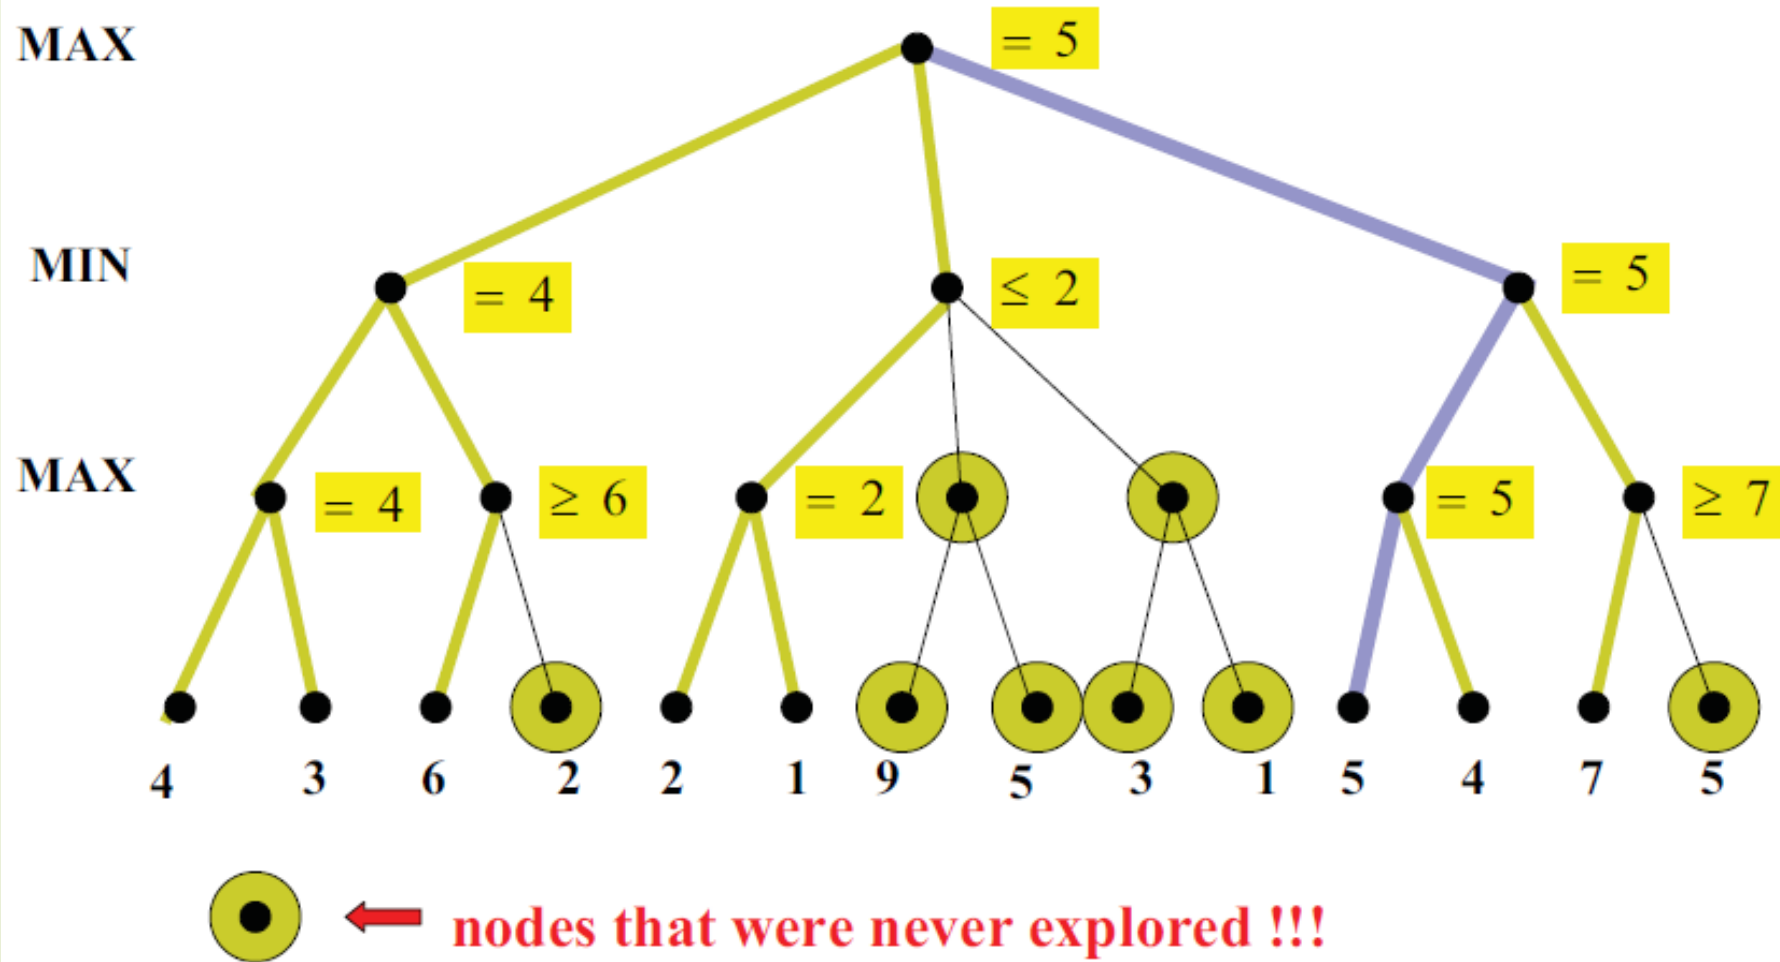 MAX
= 5
MIN
= 4
≤ 2
= 5
MAX
= 4
≥ 6
= 2
= 5
≥ 7
4 3 6 2 2 1 9 5 3 1 5 4 7 5
nodes that were never explored !!!